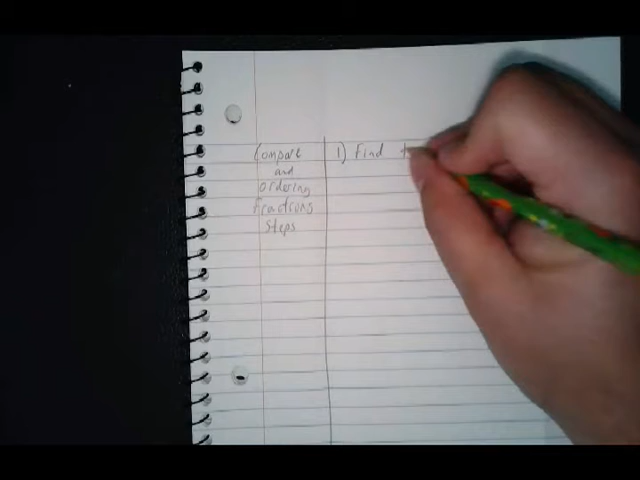 Compare
and
ordering
fractions
steps
1) Find t